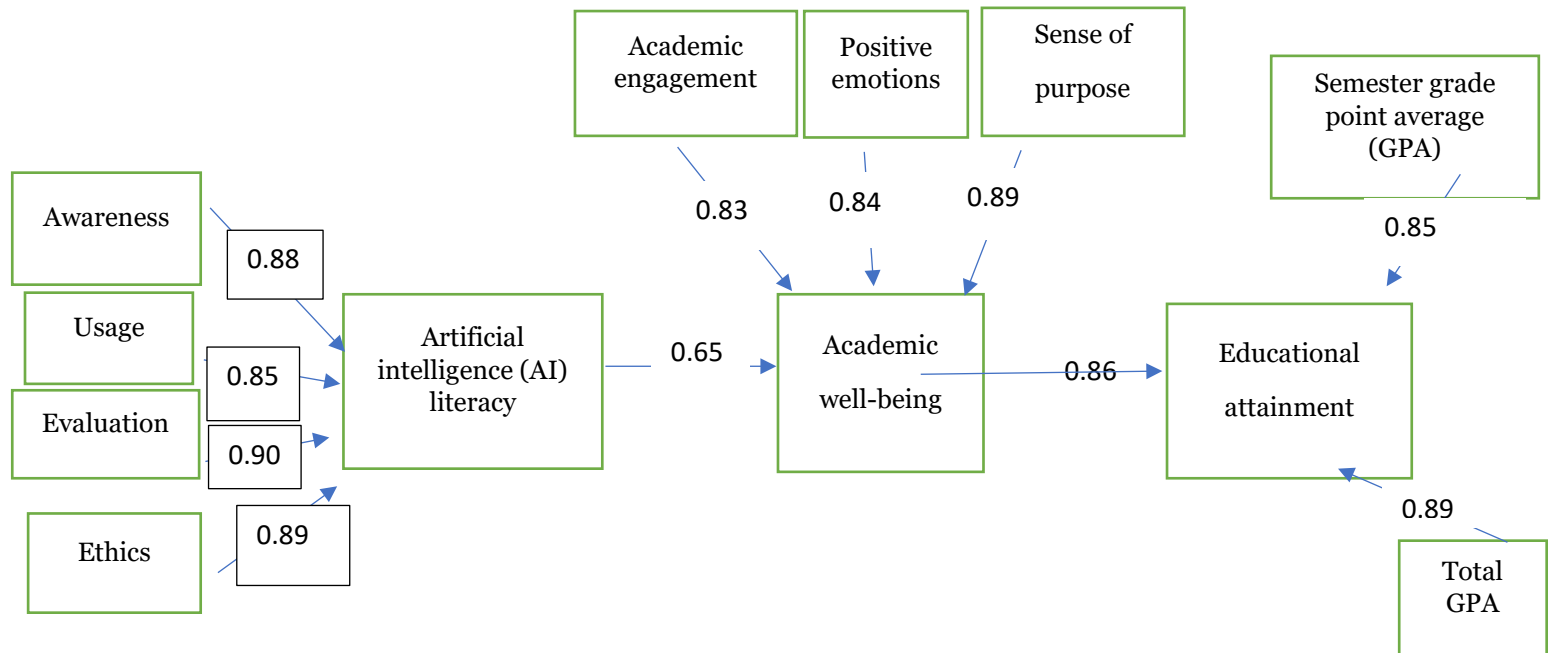 Academic
engagement
Positive
emotions
Sense of
purpose
Semester grade
point average
(GPA)
0.83
0.84
0.89
0.85
Awareness
0.88
Usage
0.85
Evaluation
0.90
Ethics
0.89
Artificial
intelligence (AI)
literacy
0.65
Academic
well-being
0.86
Educational
attainment
0.89
Total
GPA